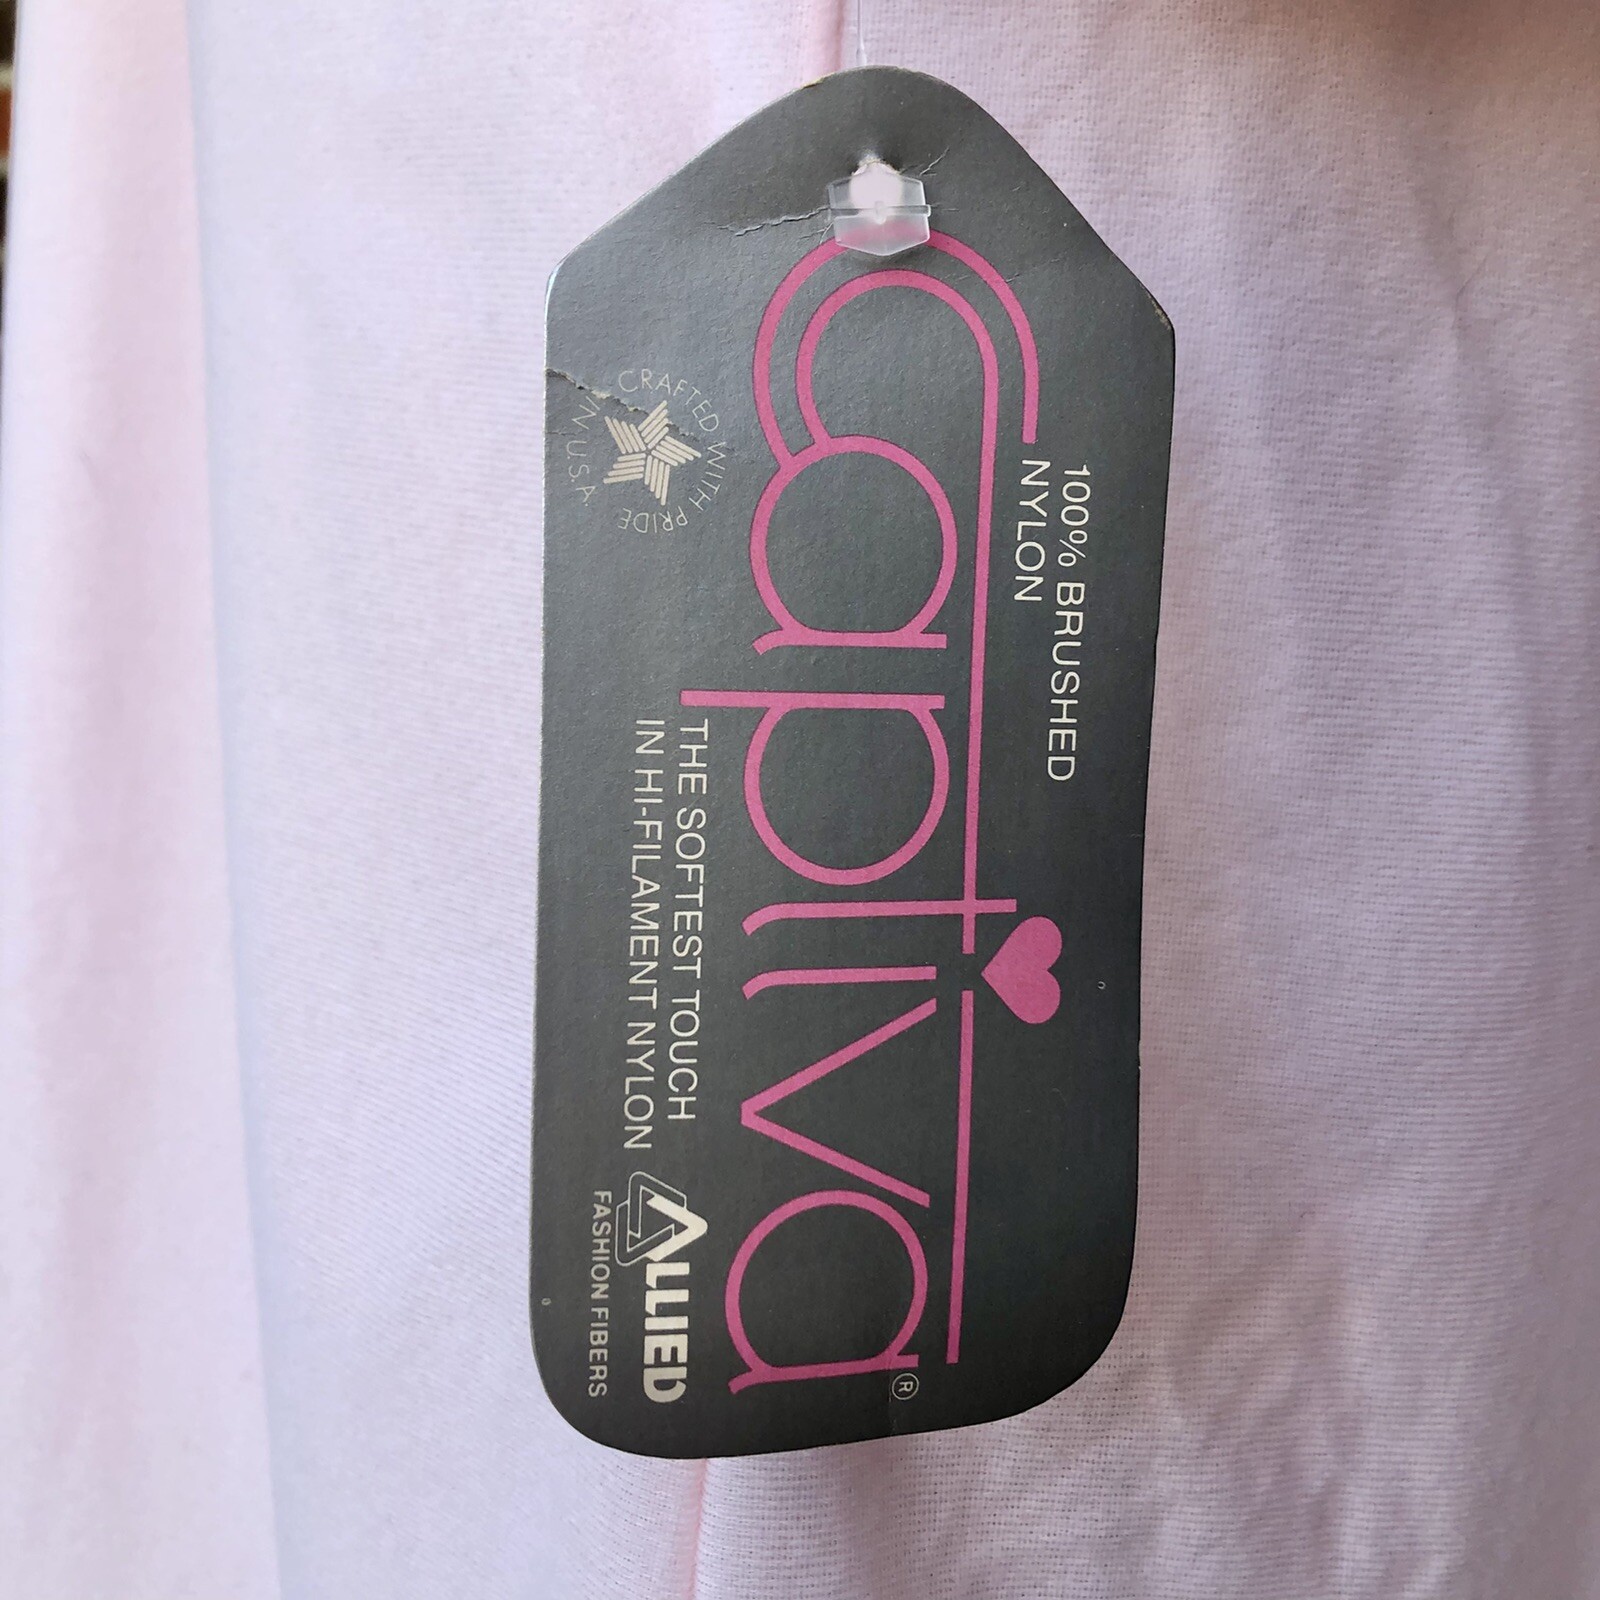 100% BRUSHED
NYLON
Captiva®
THE SOFTEST TOUCH
IN HI-FILAMENT NYLON
CRAFTED WITH PRIDE
IN U.S.A.
ALLIED
FASHION FIBERS